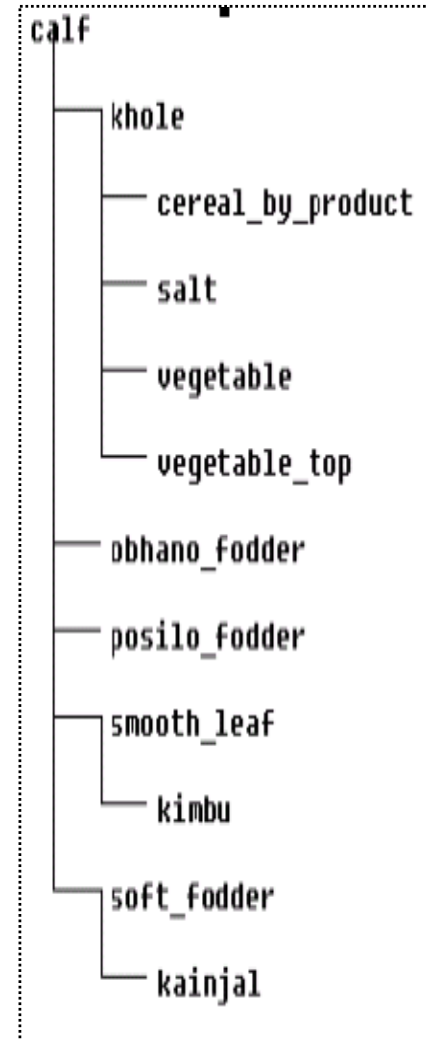 calf
khole
cereal_by_product
salt
vegetable
vegetable_top
obhano_fodder
posilo_fodder
smooth_leaf
kimbu
soft_fodder
kainjal